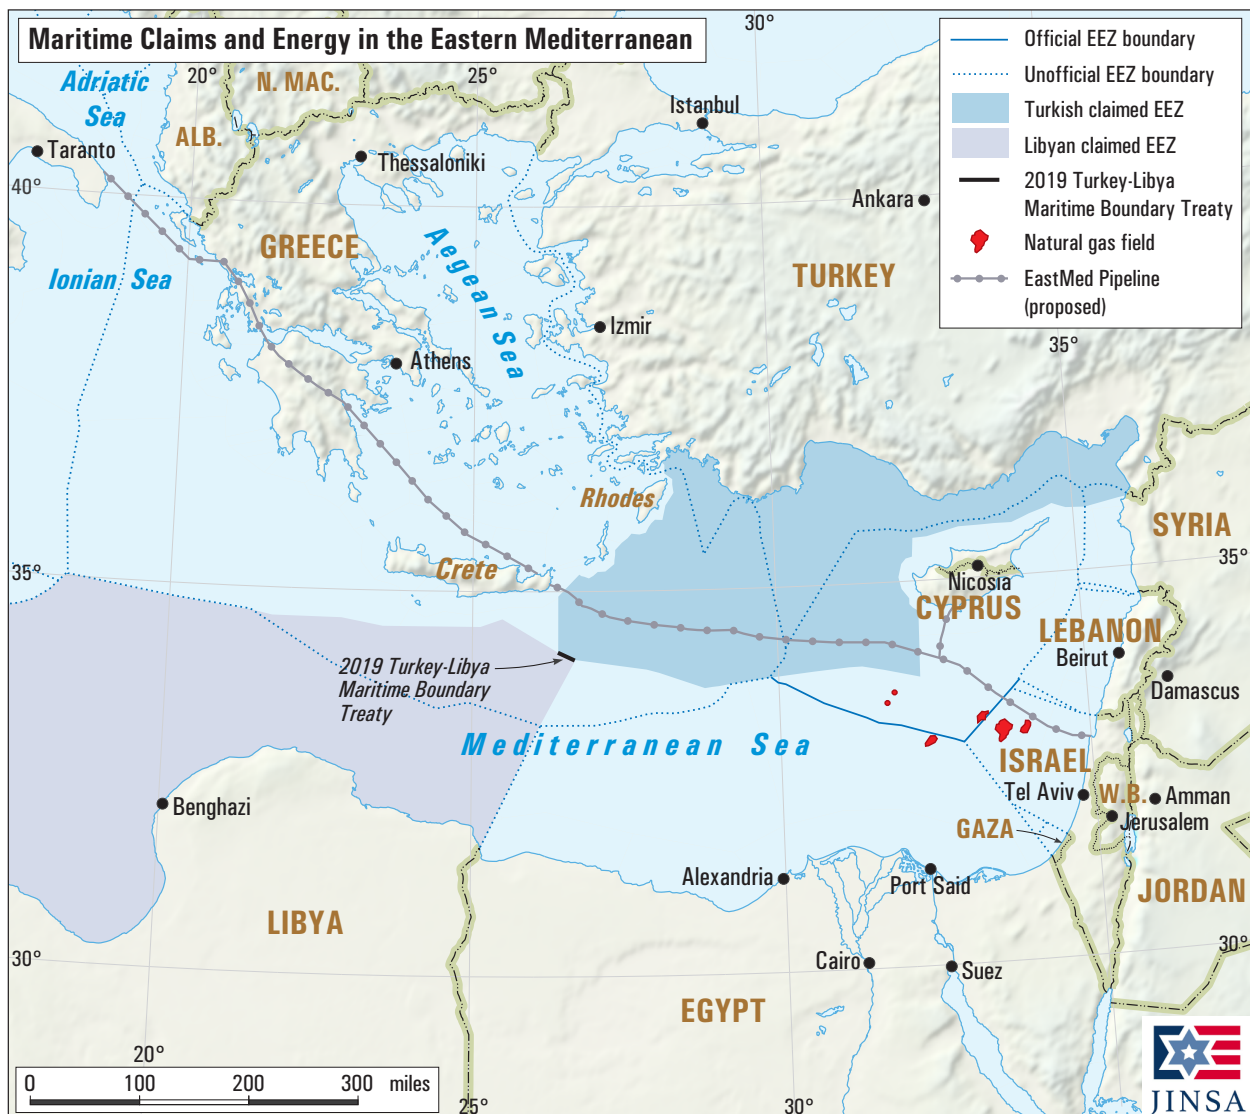 Maritime Claims and Energy in the Eastern Mediterranean
30°
Official EEZ boundary
Unofficial EEZ boundary
Turkish claimed EEZ
Libyan claimed EEZ
2019 Turkey-Libya
Maritime Boundary Treaty
Natural gas field
EastMed Pipeline
(proposed)
20°
25°
35°
Adriatic
Sea
N. MAC.
ALB.
Istanbul
Taranto
Thessaloniki
40°
Ankara
GREECE
Aegean Sea
TURKEY
Ionian Sea
Izmir
Athens
Rhodes
SYRIA
Crete
35°
35°
Nicosia
CYPRUS
LEBANON
Beirut
2019 Turkey-Libya
Maritime Boundary
Treaty
Damascus
Mediterranean Sea
ISRAEL
Tel Aviv
W.B.
Amman
Benghazi
Jerusalem
GAZA
Alexandria
Port Said
JORDAN
LIBYA
30°
30°
Cairo
Suez
EGYPT
20°
25°
30°
0 100 200 300 miles
JINSA